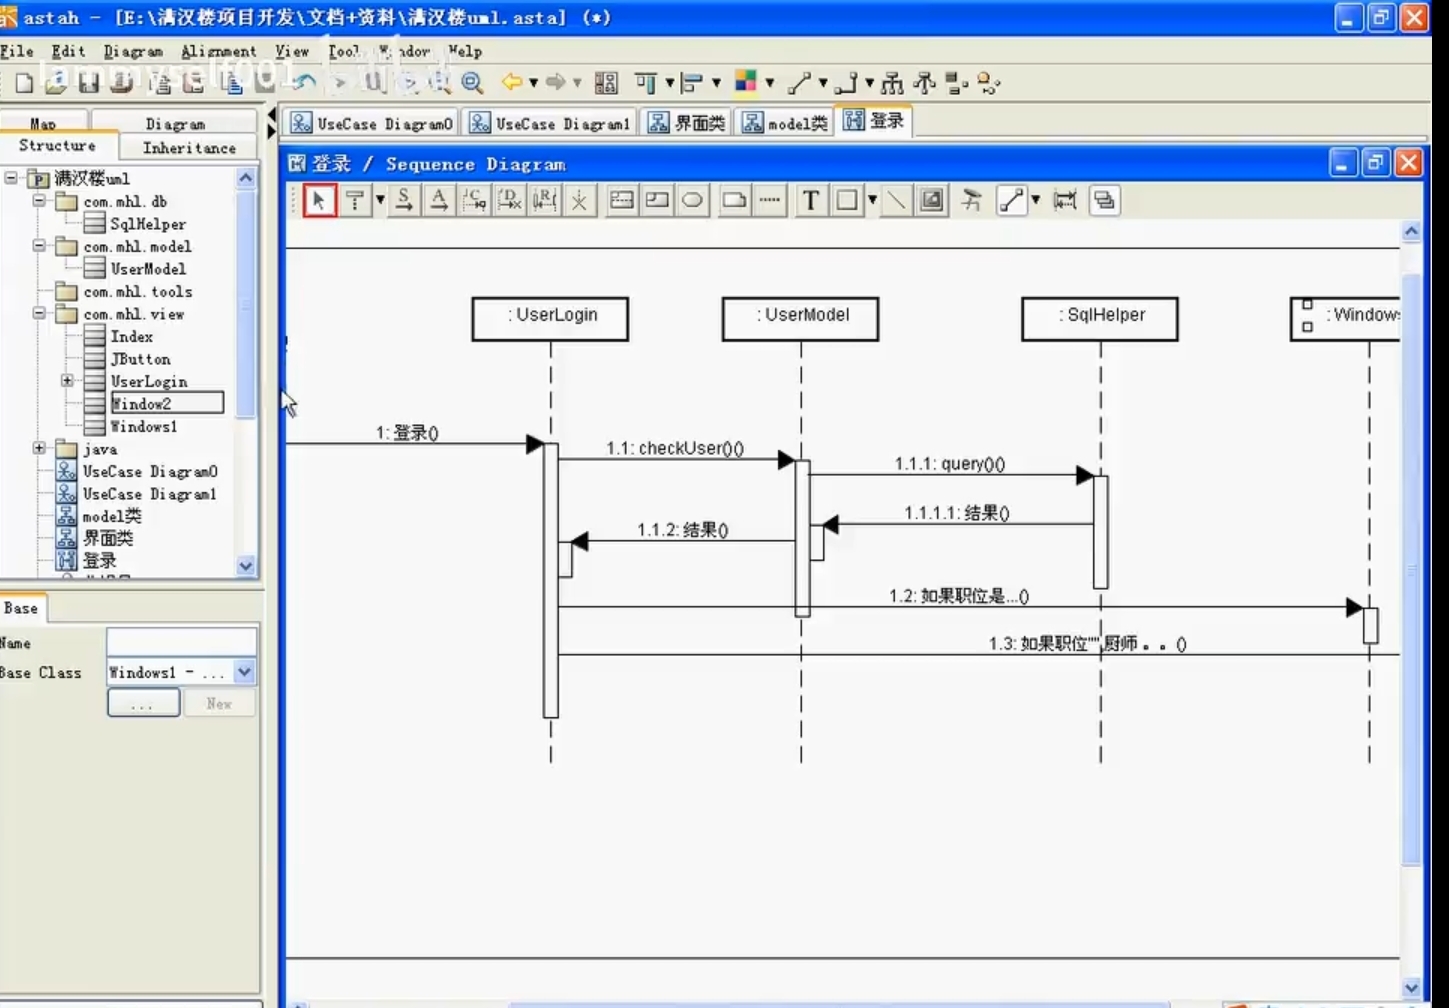 astah - [E:\满汉楼项目开发\文档+资料\满汉楼uml.asta] (*)
File Edit Diagram Alignment View Tool Window Help
Iammyself001
UseCase Diagram0 UseCase Diagram1 界面类 model类 登录
Map Diagram
Structure Inheritance
满汉楼uml
com.mhl.db
SqlHelper
com.mhl.model
UserModel
com.mhl.tools
com.mhl.view
Index
JButton
UserLogin
Window2
Windows1
java
UseCase Diagram0
UseCase Diagram1
model类
界面类
登录
Base
Name
Base Class Windows1 - ...
... New
登录 / Sequence Diagram
S A C D R T
: UserLogin : UserModel : SqlHelper : Windows
1: 登录()
1.1: checkUser()()
1.1.1: query()()
1.1.1.1: 结果()
1.1.2: 结果()
1.2: 如果职位是...()
1.3: 如果职位"",厨师。。()